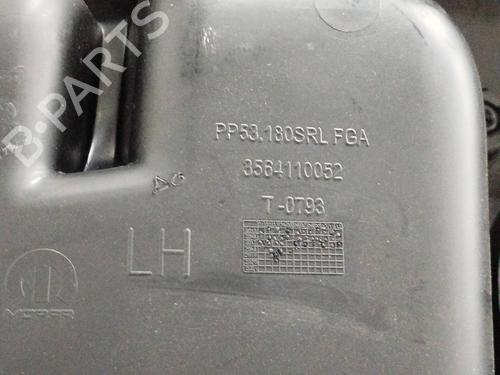 B-PARTS
PP53.180SRL FGA
3564110052
T-0793
LH
MOPAR